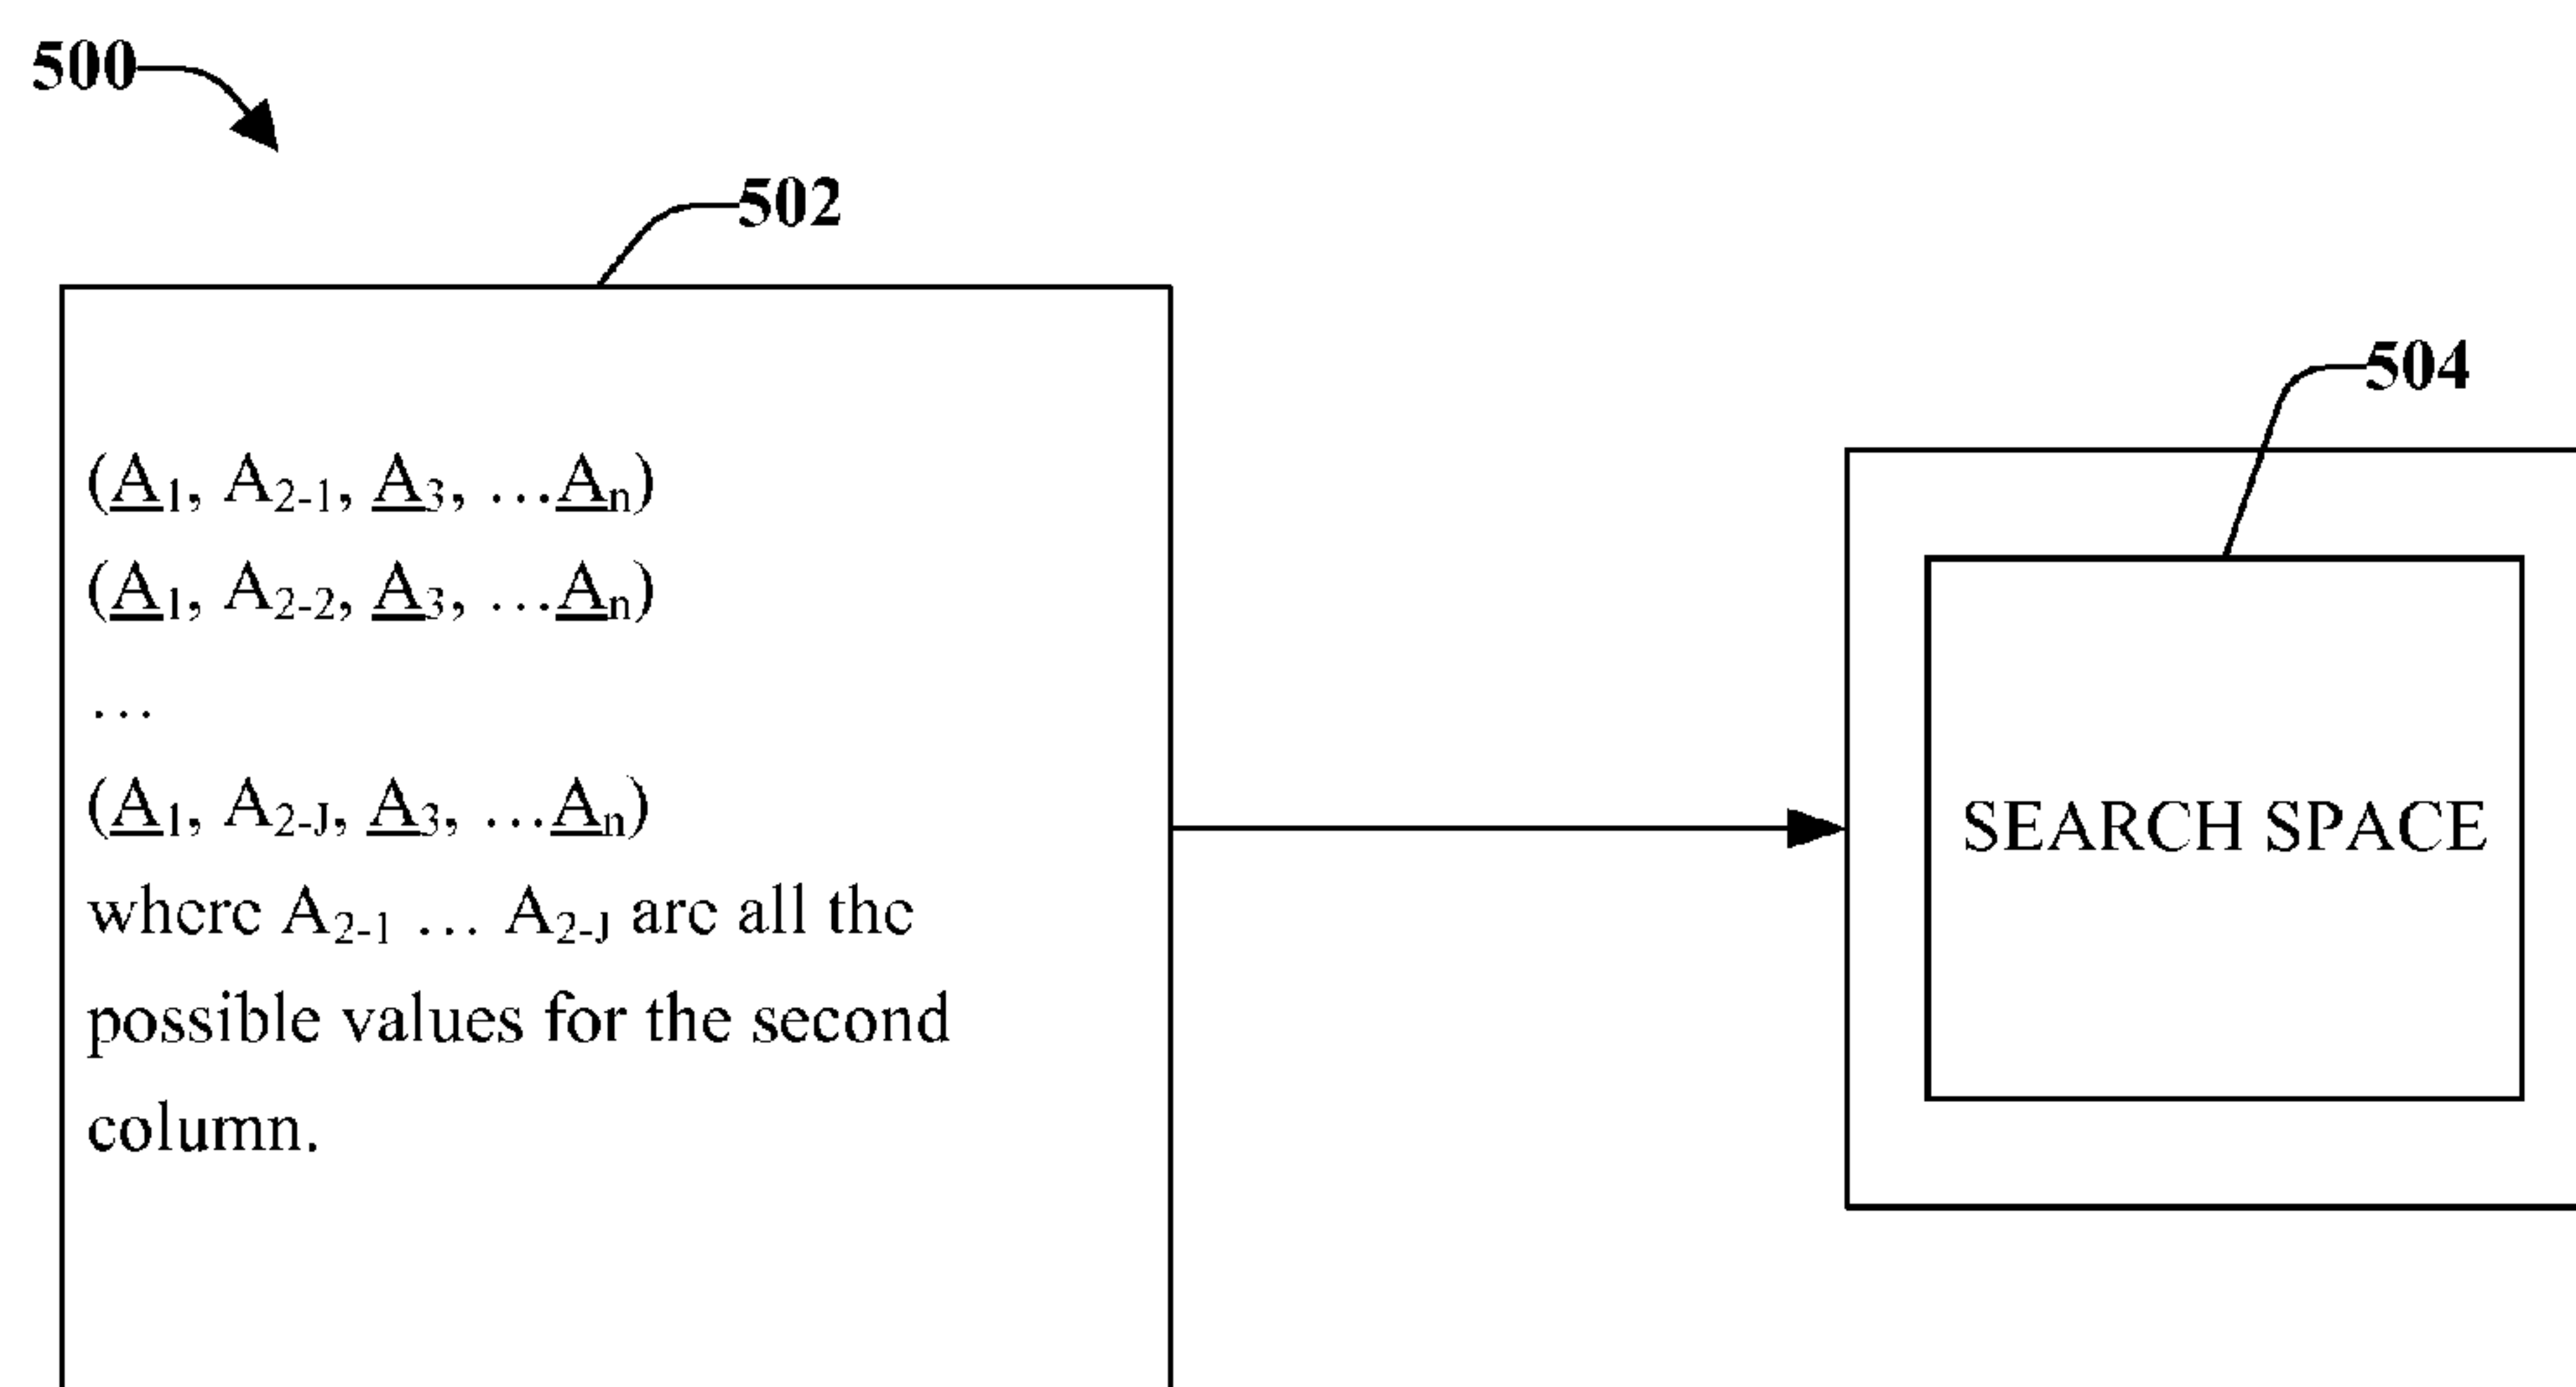 500
502
504
(A₁, A₂₋₁, A₃, …Aₙ)
(A₁, A₂₋₂, A₃, …Aₙ)
…
(A₁, A₂₋J, A₃, …Aₙ)
where A₂₋₁ … A₂₋J are all the
possible values for the second
column.
SEARCH SPACE